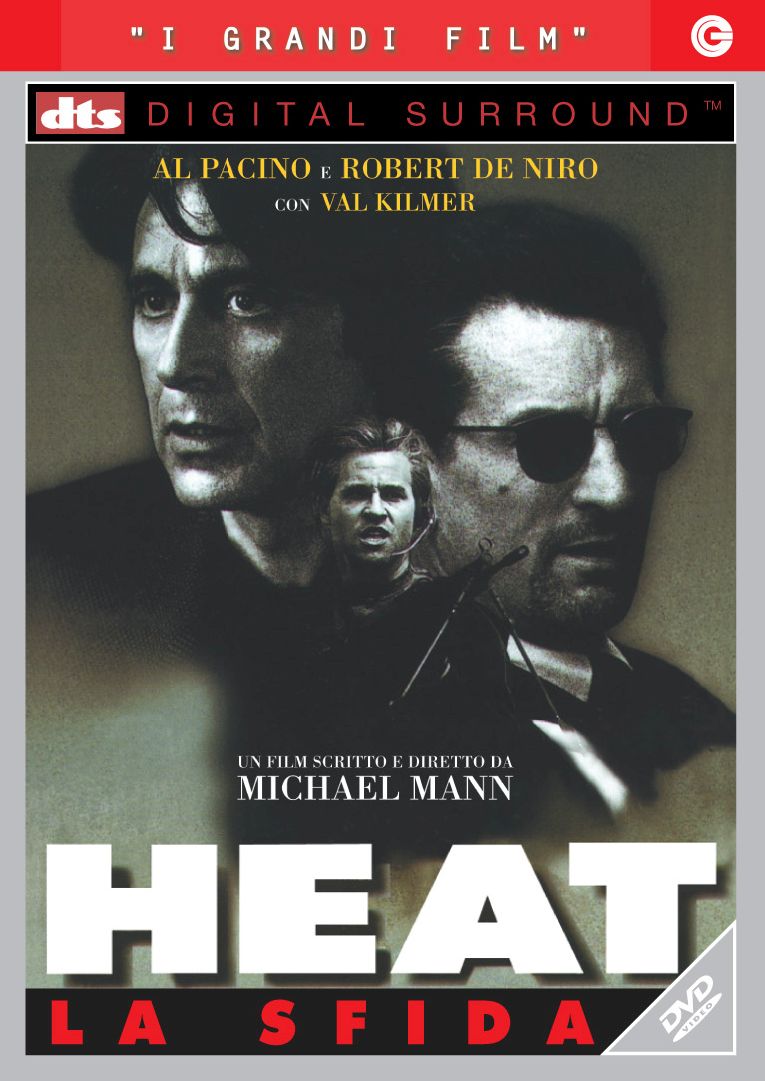 "I GRANDI FILM"
dts DIGITAL SURROUND™
AL PACINO E ROBERT DE NIRO
CON VAL KILMER
UN FILM SCRITTO E DIRETTO DA
MICHAEL MANN
HEAT
LA SFIDA
DVD
VIDEO